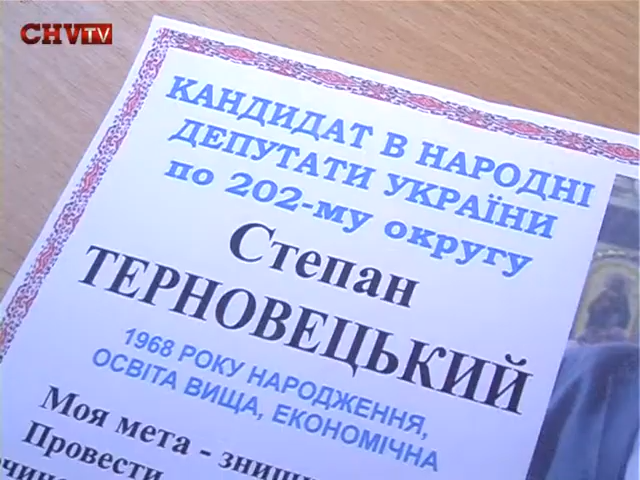 CHVTV
КАНДИДАТ В НАРОДНІ
ДЕПУТАТИ УКРАЇНИ
по 202-му округу
Степан
ТЕРНОВЕЦЬКИЙ
1968 РОКУ НАРОДЖЕННЯ,
ОСВІТА ВИЩА, ЕКОНОМІЧНА
Моя мета -
Провести